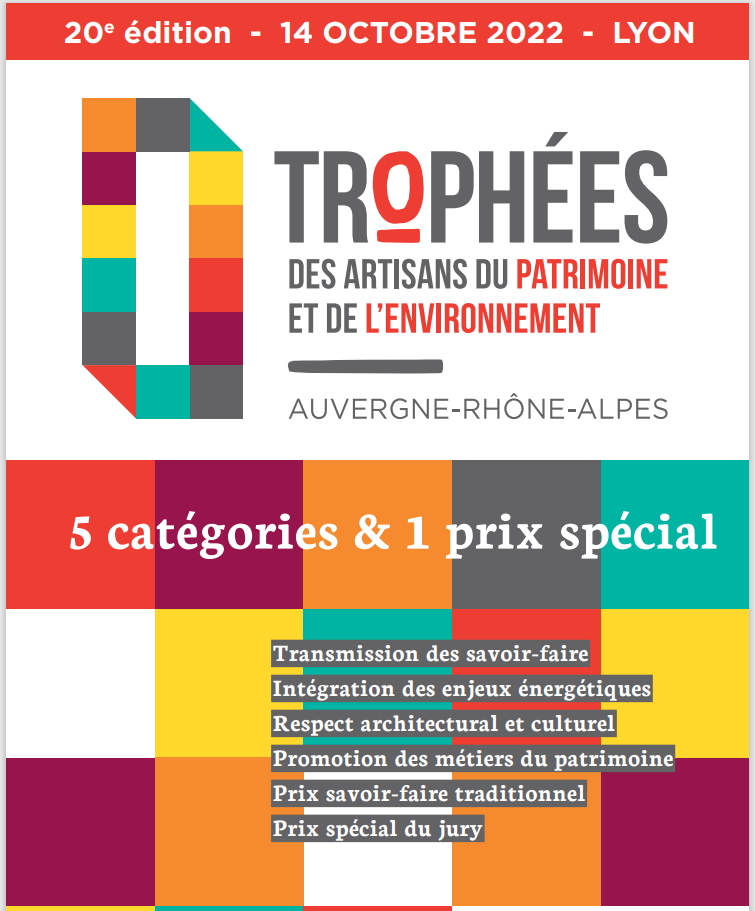 20e édition - 14 OCTOBRE 2022 - LYON
TROPHÉES
DES ARTISANS DU PATRIMOINE
ET DE L'ENVIRONNEMENT
AUVERGNE-RHÔNE-ALPES
5 catégories & 1 prix spécial
Transmission des savoir-faire
Intégration des enjeux énergétiques
Respect architectural et culturel
Promotion des métiers du patrimoine
Prix savoir-faire traditionnel
Prix spécial du jury